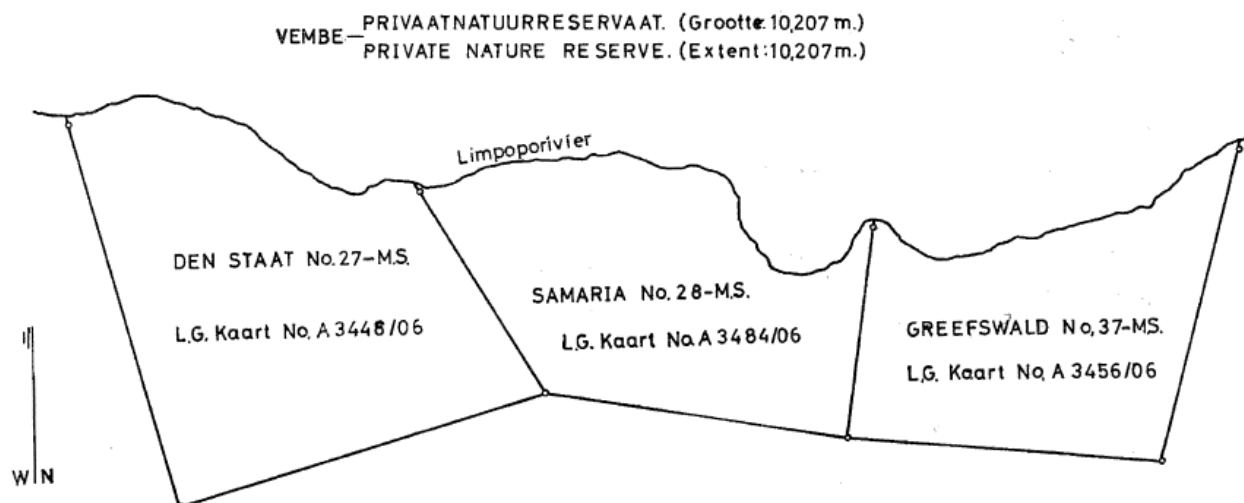 VEMBE — PRIVAATNATUURRESERVAAT. (Grootte: 10,207 m.)
PRIVATE NATURE RESERVE. (Extent: 10,207 m.)
Limpoporivier
DEN STAAT No. 27-M.S.
L.G. Kaart No. A 3448/06
SAMARIA No. 28-M.S.
L.G. Kaart No. A 3484/06
GREEFSWALD No, 37-MS.
L.G. Kaart No, A 3456/06
W N